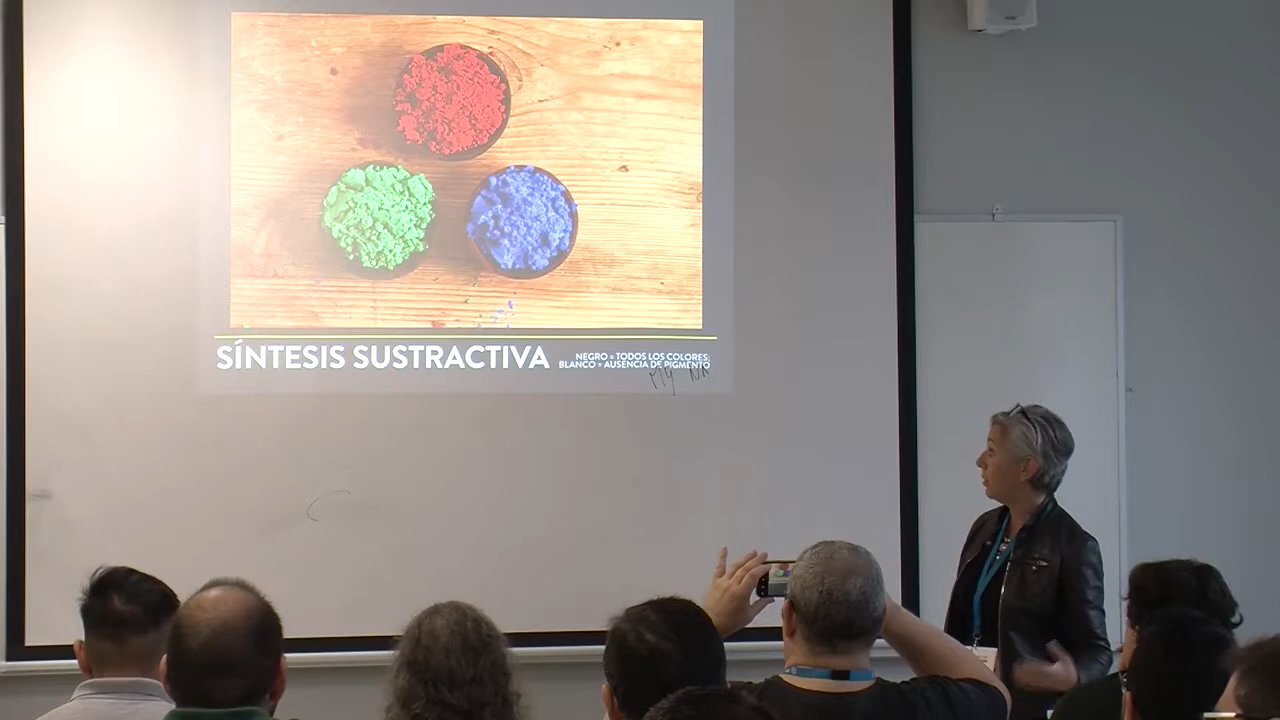 SÍNTESIS SUSTRACTIVA
NEGRO = TODOS LOS COLORES;
BLANCO = AUSENCIA DE PIGMENTO